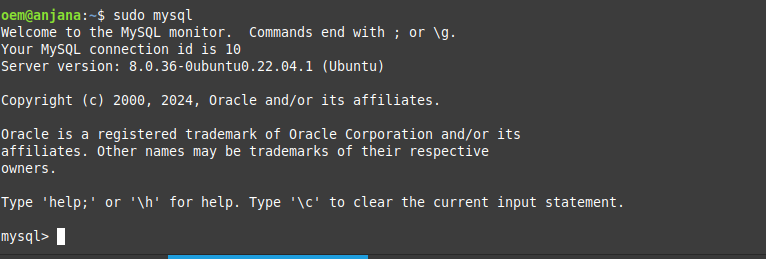 oem@anjana:~$ sudo mysql
Welcome to the MySQL monitor.  Commands end with ; or \g.
Your MySQL connection id is 10
Server version: 8.0.36-0ubuntu0.22.04.1 (Ubuntu)
Copyright (c) 2000, 2024, Oracle and/or its affiliates.
Oracle is a registered trademark of Oracle Corporation and/or its
affiliates. Other names may be trademarks of their respective
owners.
Type 'help;' or '\h' for help. Type '\c' to clear the current input statement.
mysql>